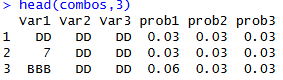 > head(combos,3)
  var1 var2 var3 prob1 prob2 prob3
1   DD   DD   DD  0.03  0.03  0.03
2    7   DD   DD  0.03  0.03  0.03
3  BBB   DD   DD  0.06  0.03  0.03